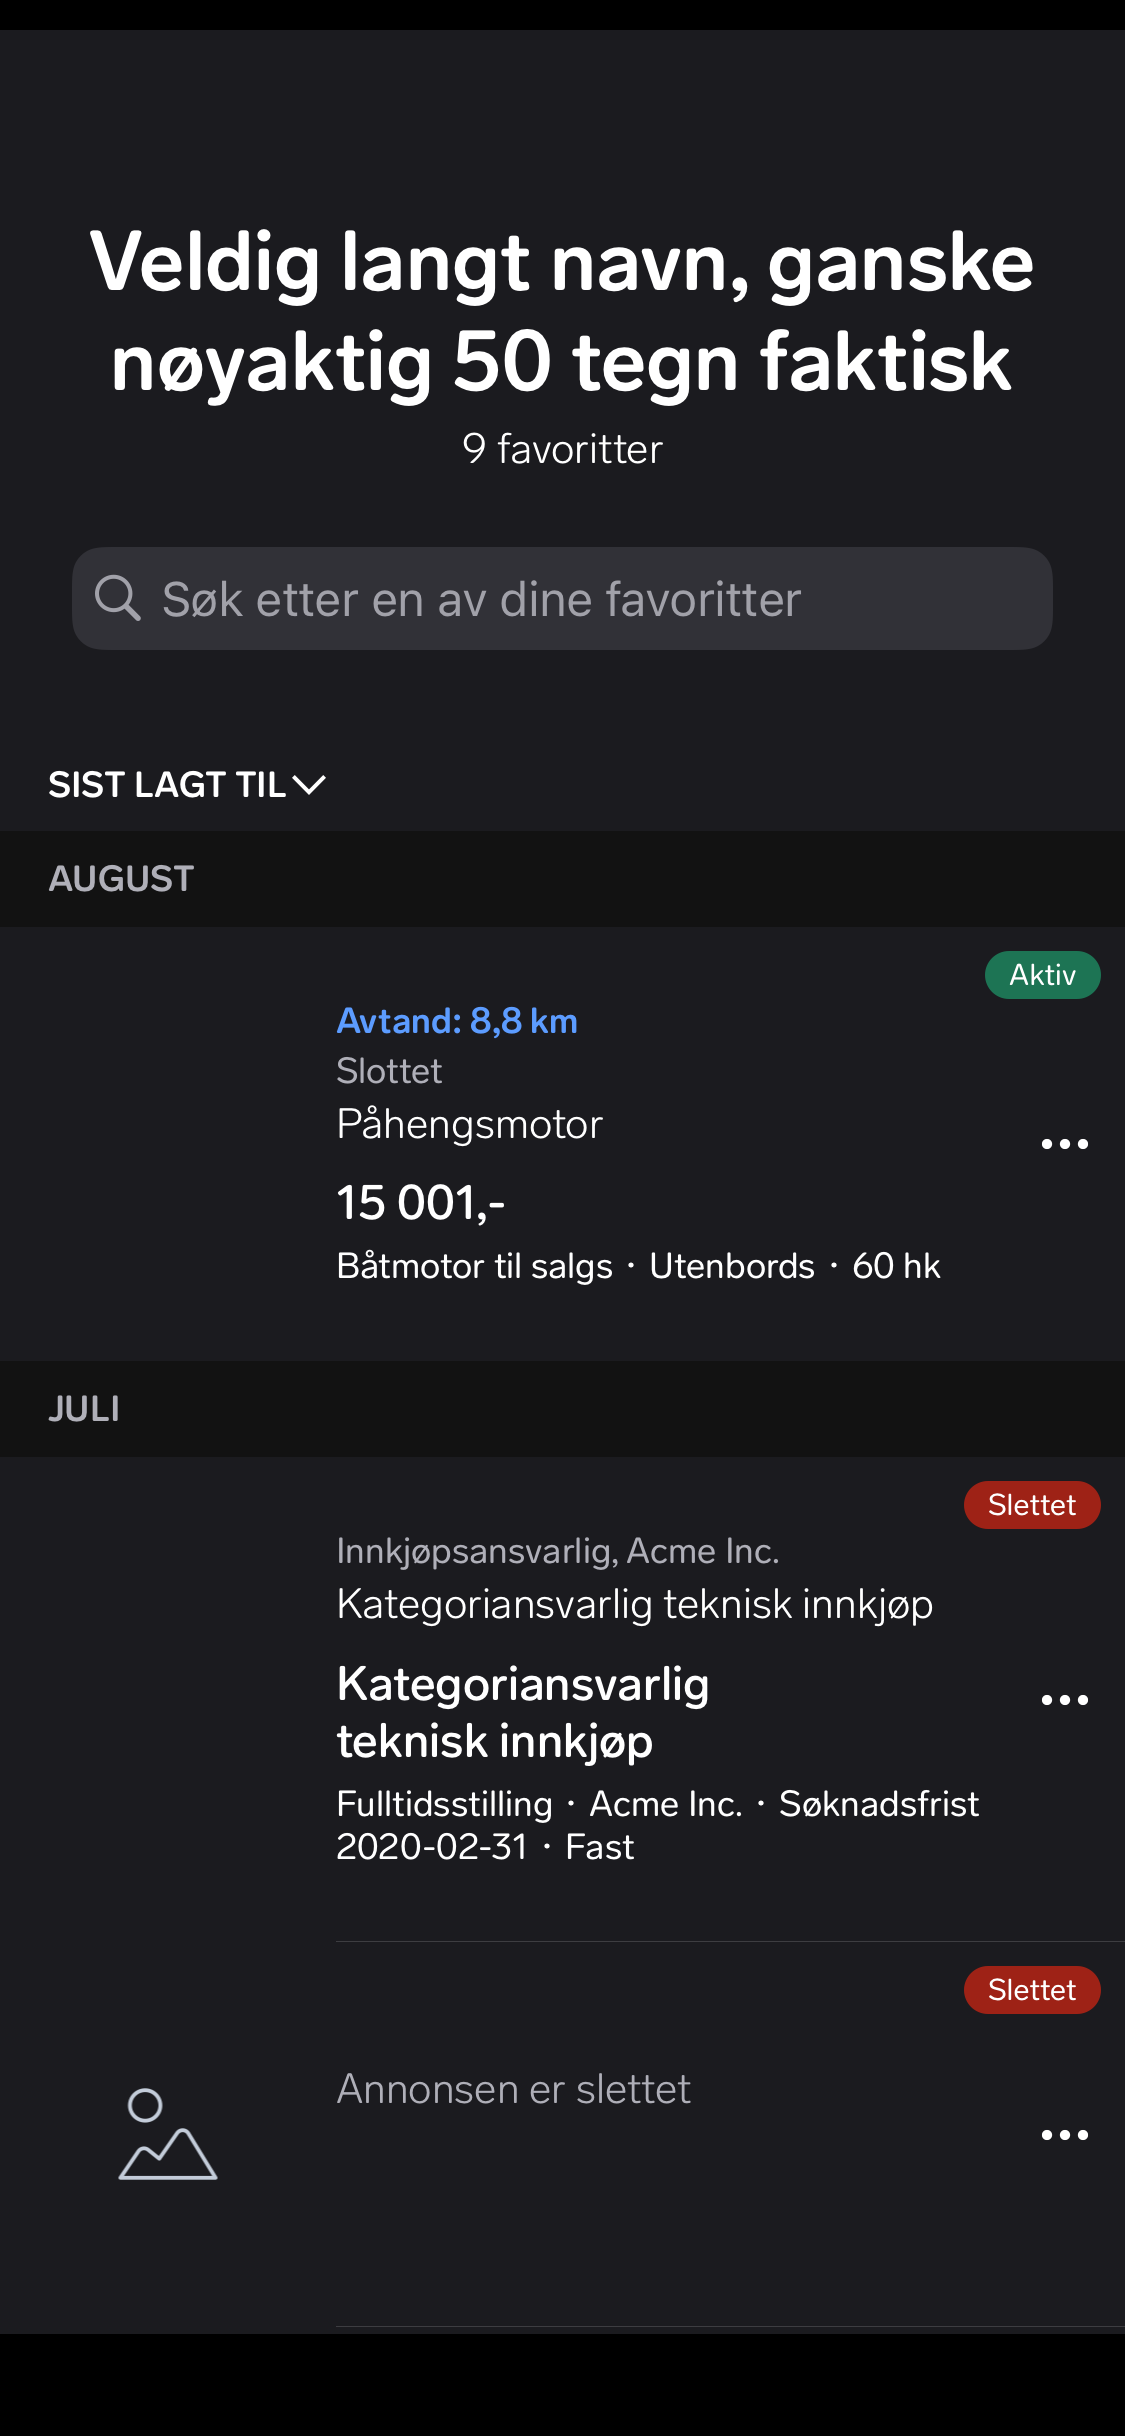 Veldig langt navn, ganske
nøyaktig 50 tegn faktisk
9 favoritter
Søk etter en av dine favoritter
SIST LAGT TIL
AUGUST
Aktiv
Avtand: 8,8 km
Slottet
Påhengsmotor
15 001,-
Båtmotor til salgs · Utenbords · 60 hk
JULI
Slettet
Innkjøpsansvarlig, Acme Inc.
Kategoriansvarlig teknisk innkjøp
Kategoriansvarlig
teknisk innkjøp
Fulltidsstilling · Acme Inc. · Søknadsfrist
2020-02-31 · Fast
Slettet
Annonsen er slettet